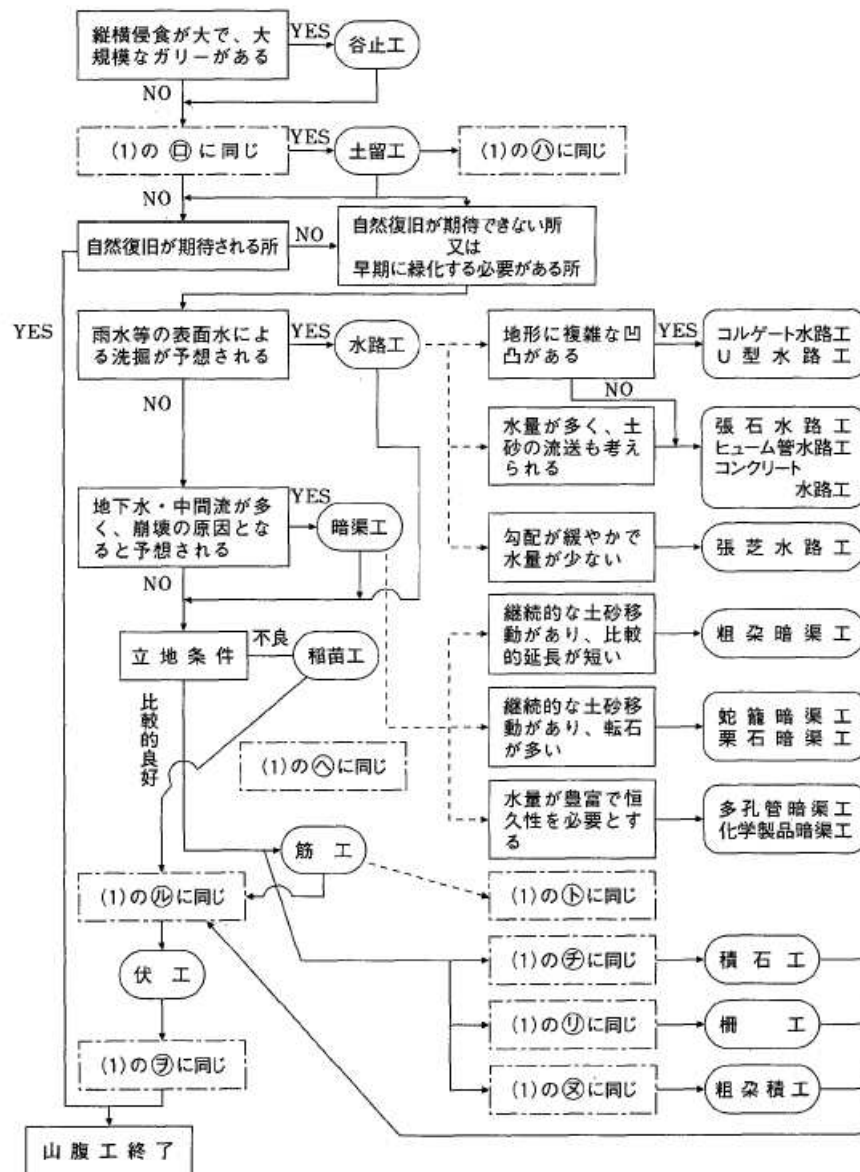 縦横侵食が大で、大
規模なガリーがある
YES
谷止工
NO
(1)の㋺に同じ
YES
土留工
(1)の㋩に同じ
NO
自然復旧が期待される所
NO
自然復旧が期待できない所
又は
早期に緑化する必要がある所
YES
雨水等の表面水によ
る洗掘が予想される
YES
水路工
地形に複雑な凹
凸がある
YES
コルゲート水路工
U型水路工
NO
NO
水量が多く、土
砂の流送も考え
られる
張石水路工
ヒューム管水路工
コンクリート
水路工
地下水・中間流が多
く、崩壊の原因とな
ると予想される
YES
暗渠工
勾配が緩やかで
水量が少ない
張芝水路工
NO
継続的な土砂移
動があり、比較
的延長が短い
粗朶暗渠工
立地条件
不良
稲苗工
比較的良好
継続的な土砂移
動があり、転石
が多い
蛇籠暗渠工
栗石暗渠工
(1)の㋬に同じ
水量が豊富で恒
久性を必要とす
る
多孔管暗渠工
化学製品暗渠工
筋工
(1)の㋸に同じ
(1)の㋣に同じ
伏工
(1)の㋠に同じ
積石工
(1)の㋷に同じ
柵工
(1)の㋾に同じ
(1)の㋦に同じ
粗朶積工
山腹工終了